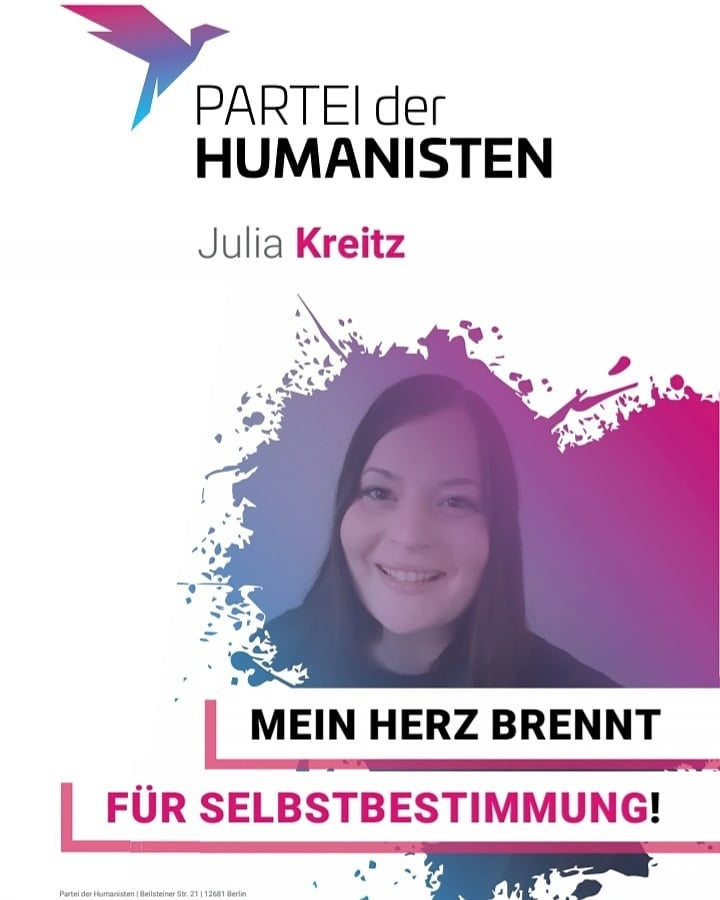 PARTEI der
HUMANISTEN
Julia Kreitz
MEIN HERZ BRENNT
FÜR SELBSTBESTIMMUNG!
Partei der Humanisten | Beilsteiner Str. 21 | 12681 Berlin